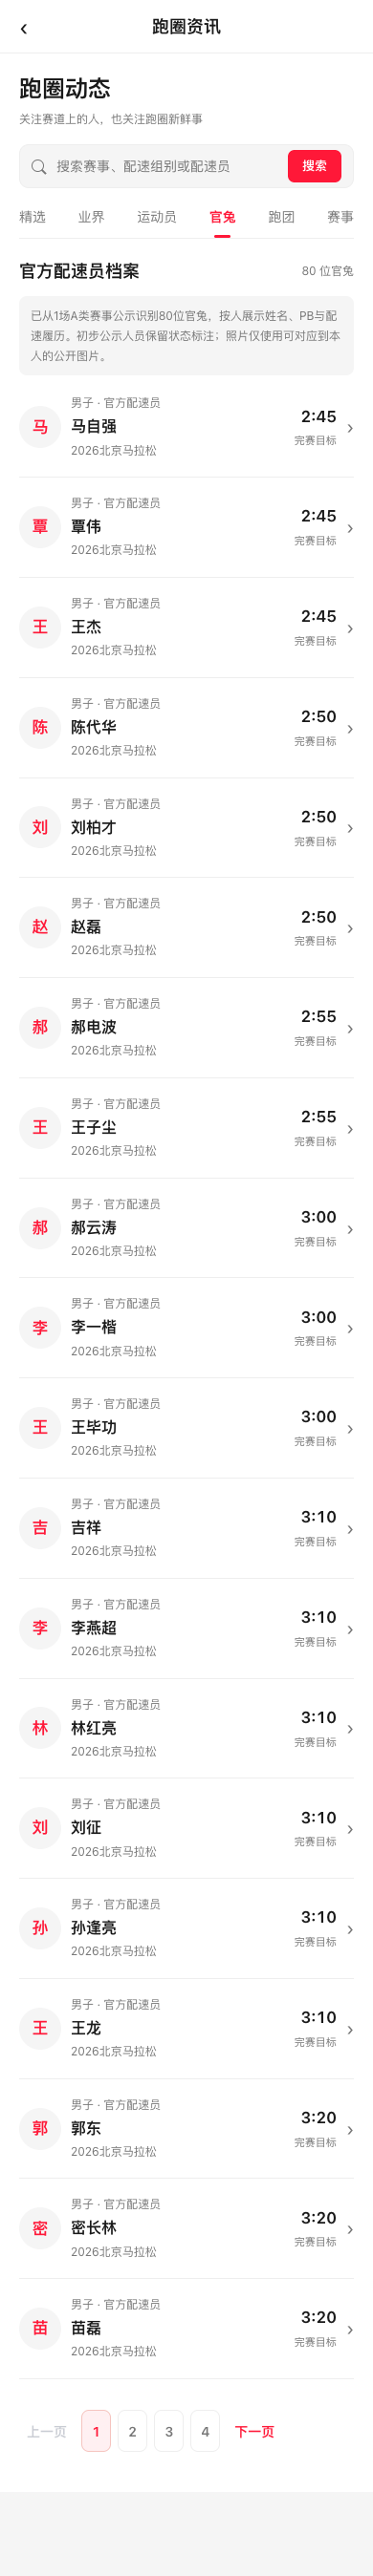 ‹ 跑圈资讯
跑圈动态
关注赛道上的人，也关注跑圈新鲜事
搜索赛事、配速组别或配速员 搜索
精选 业界 运动员 官兔 跑团 赛事
官方配速员档案 80 位官兔
已从1场A类赛事公示识别80位官兔，按人展示姓名、PB与配
速履历。初步公示人员保留状态标注；照片仅使用可对应到本
人的公开图片。
男子 · 官方配速员
马 马自强 2:45 ›
2026北京马拉松 完赛目标
男子 · 官方配速员
覃 覃伟 2:45 ›
2026北京马拉松 完赛目标
男子 · 官方配速员
王 王杰 2:45 ›
2026北京马拉松 完赛目标
男子 · 官方配速员
陈 陈代华 2:50 ›
2026北京马拉松 完赛目标
男子 · 官方配速员
刘 刘柏才 2:50 ›
2026北京马拉松 完赛目标
男子 · 官方配速员
赵 赵磊 2:50 ›
2026北京马拉松 完赛目标
男子 · 官方配速员
郝 郝电波 2:55 ›
2026北京马拉松 完赛目标
男子 · 官方配速员
王 王子尘 2:55 ›
2026北京马拉松 完赛目标
男子 · 官方配速员
郝 郝云涛 3:00 ›
2026北京马拉松 完赛目标
男子 · 官方配速员
李 李一楷 3:00 ›
2026北京马拉松 完赛目标
男子 · 官方配速员
王 王毕功 3:00 ›
2026北京马拉松 完赛目标
男子 · 官方配速员
吉 吉祥 3:10 ›
2026北京马拉松 完赛目标
男子 · 官方配速员
李 李燕超 3:10 ›
2026北京马拉松 完赛目标
男子 · 官方配速员
林 林红亮 3:10 ›
2026北京马拉松 完赛目标
男子 · 官方配速员
刘 刘征 3:10 ›
2026北京马拉松 完赛目标
男子 · 官方配速员
孙 孙逢亮 3:10 ›
2026北京马拉松 完赛目标
男子 · 官方配速员
王 王龙 3:10 ›
2026北京马拉松 完赛目标
男子 · 官方配速员
郭 郭东 3:20 ›
2026北京马拉松 完赛目标
男子 · 官方配速员
密 密长林 3:20 ›
2026北京马拉松 完赛目标
男子 · 官方配速员
苗 苗磊 3:20 ›
2026北京马拉松 完赛目标
上一页 1 2 3 4 下一页